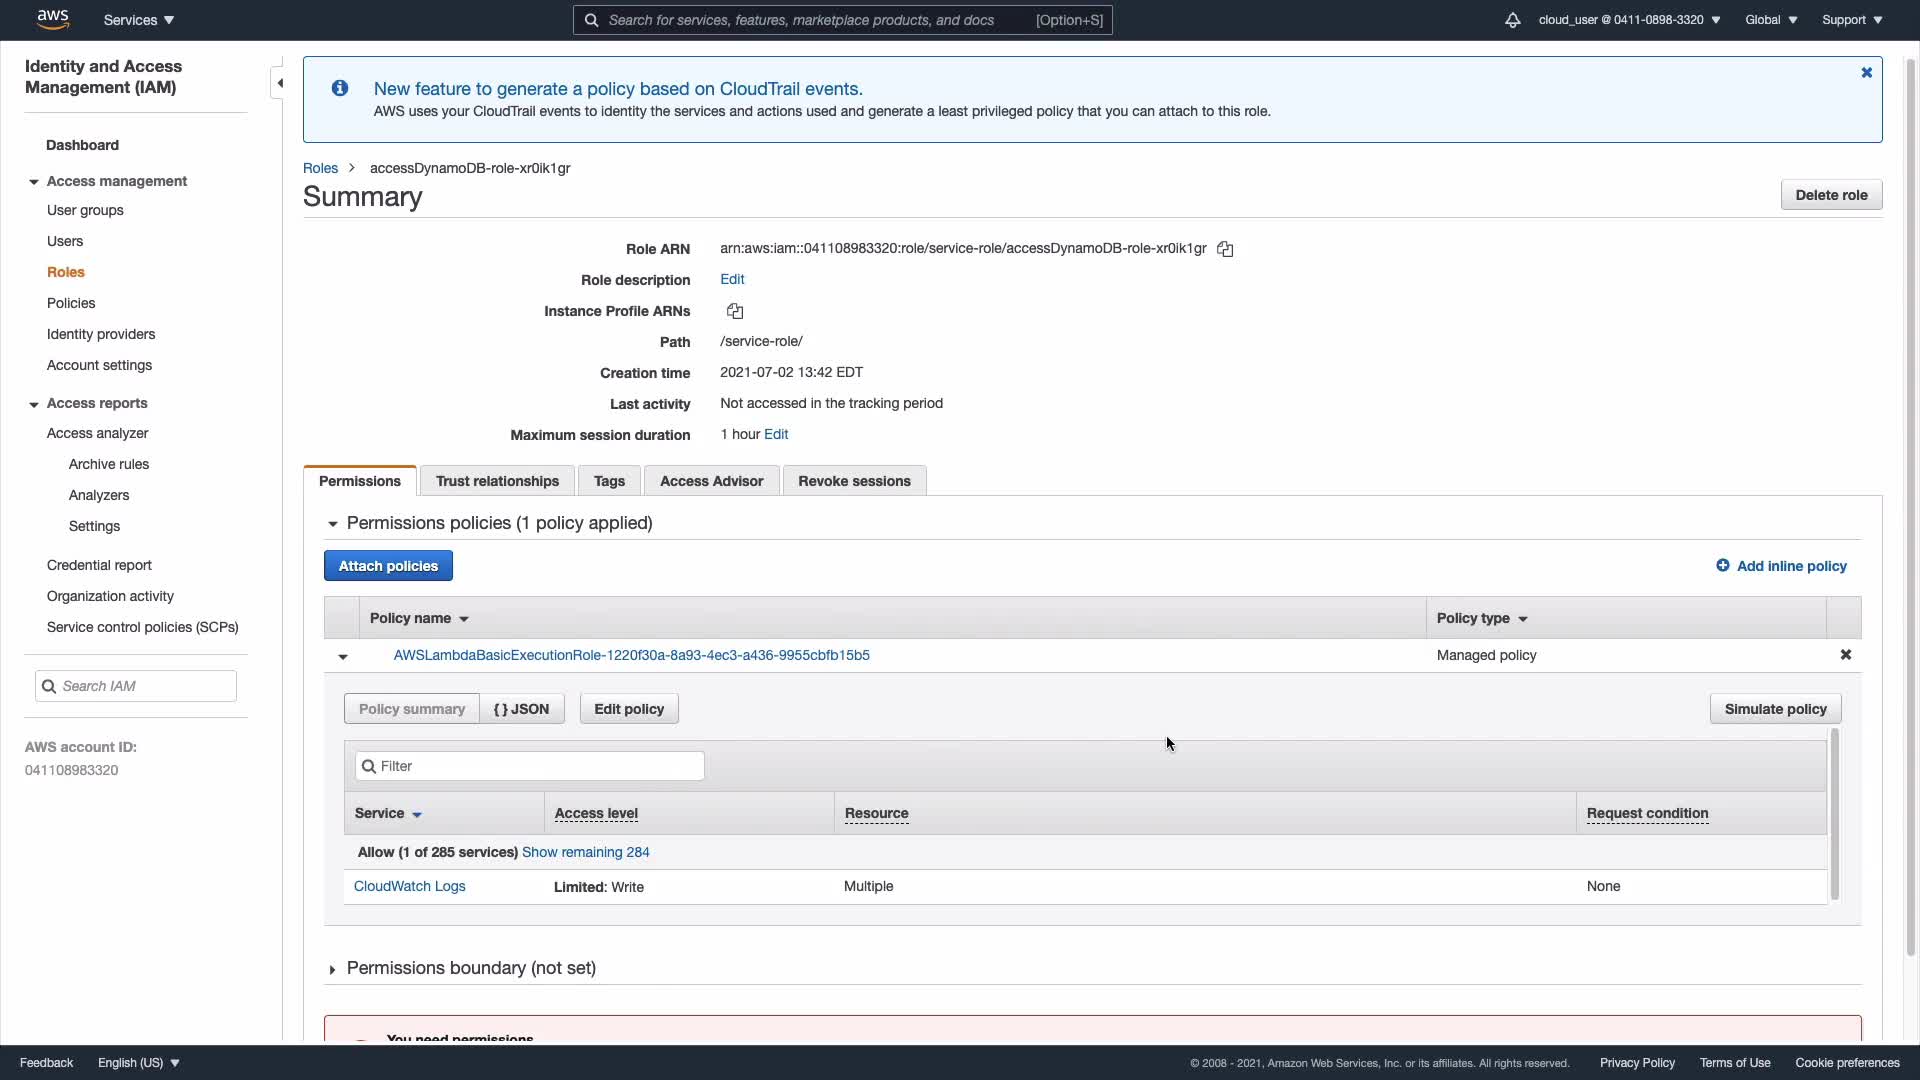 aws
Services
Search for services, features, marketplace products, and docs [Option+S]
cloud_user @ 0411-0898-3320
Global
Support
Identity and Access
Management (IAM)
Dashboard
Access management
User groups
Users
Roles
Policies
Identity providers
Account settings
Access reports
Access analyzer
Archive rules
Analyzers
Settings
Credential report
Organization activity
Service control policies (SCPs)
Search IAM
AWS account ID:
041108983320
New feature to generate a policy based on CloudTrail events.
AWS uses your CloudTrail events to identify the services and actions used and generate a least privileged policy that you can attach to this role.
Roles > accessDynamoDB-role-xr0ik1gr
Summary
Delete role
Role ARN arn:aws:iam::041108983320:role/service-role/accessDynamoDB-role-xr0ik1gr
Role description Edit
Instance Profile ARNs
Path /service-role/
Creation time 2021-07-02 13:42 EDT
Last activity Not accessed in the tracking period
Maximum session duration 1 hour Edit
Permissions Trust relationships Tags Access Advisor Revoke sessions
Permissions policies (1 policy applied)
Attach policies
Add inline policy
Policy name Policy type
AWSLambdaBasicExecutionRole-1220f30a-8a93-4ec3-a436-9955cbfb15b5 Managed policy
Policy summary { } JSON Edit policy Simulate policy
Filter
Service Access level Resource Request condition
Allow (1 of 285 services) Show remaining 284
CloudWatch Logs Limited: Write Multiple None
Permissions boundary (not set)
You need permissions
Feedback
English (US)
© 2008 - 2021, Amazon Web Services, Inc. or its affiliates. All rights reserved.
Privacy Policy
Terms of Use
Cookie preferences